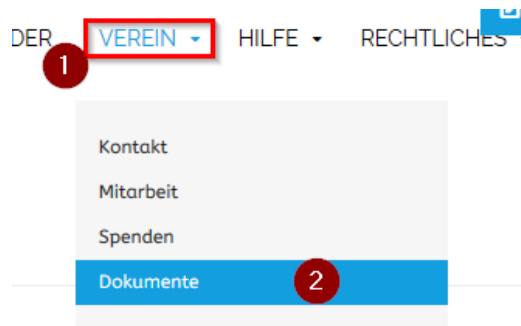 DER VEREIN HILFE RECHTLICHES
1
Kontakt
Mitarbeit
Spenden
Dokumente 2